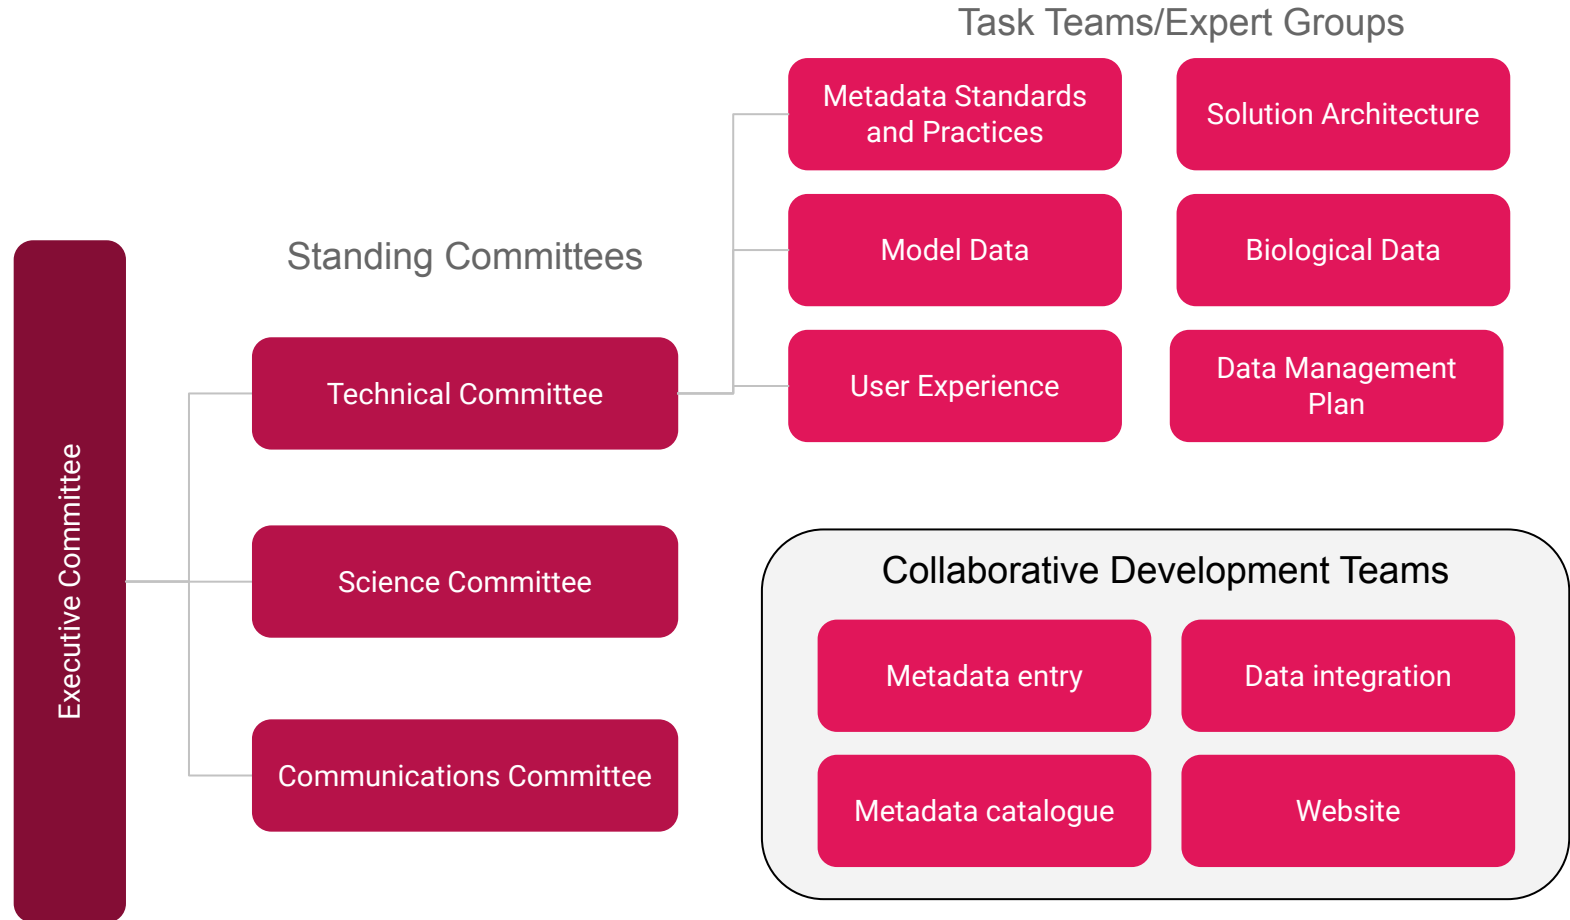 Task Teams/Expert Groups
Metadata Standards
and Practices
Solution Architecture
Standing Committees
Model Data
Biological Data
Technical Committee
User Experience
Data Management
Plan
Executive Committee
Science Committee
Collaborative Development Teams
Metadata entry
Data integration
Communications Committee
Metadata catalogue
Website